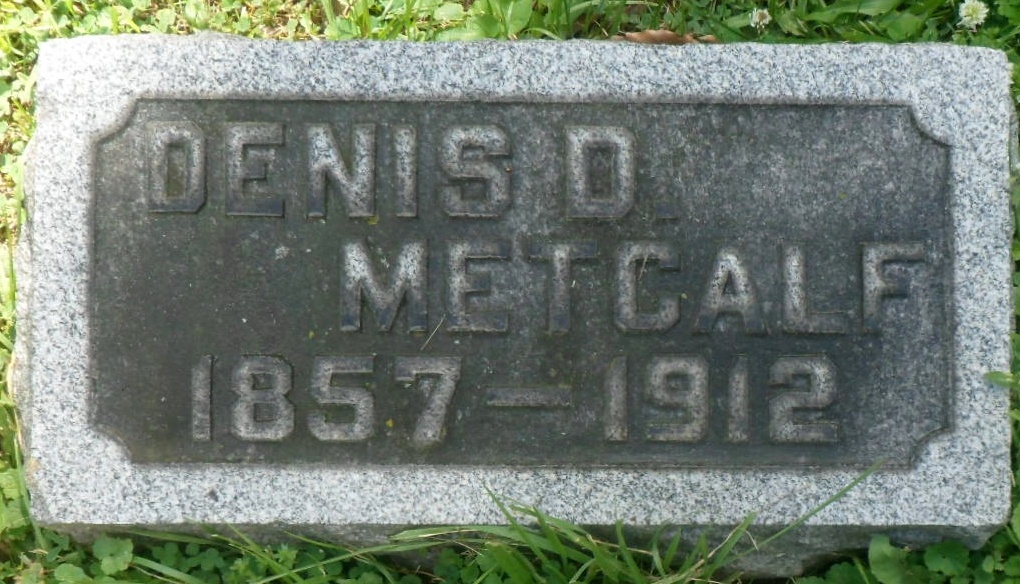 DENIS D.
METCALF
1857 — 1912